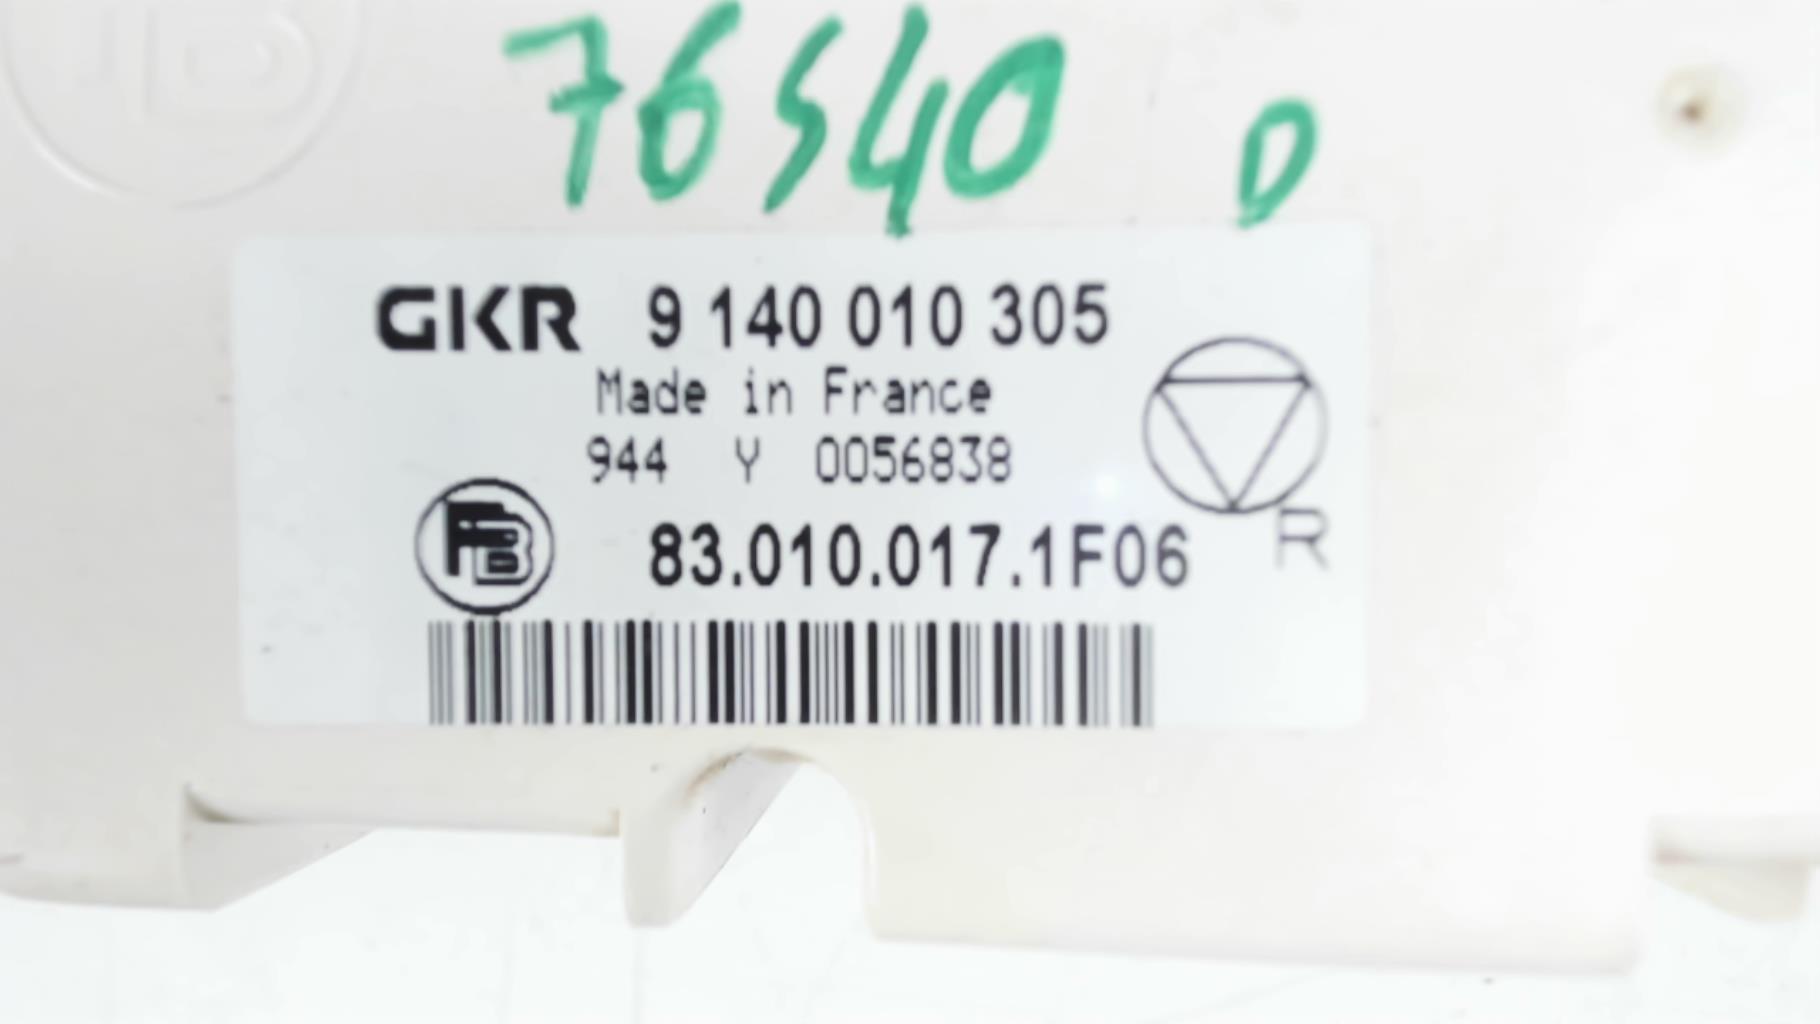 76540 D
GKR 9 140 010 305
Made in France
944 Y 0056838
R
83.010.017.1F06